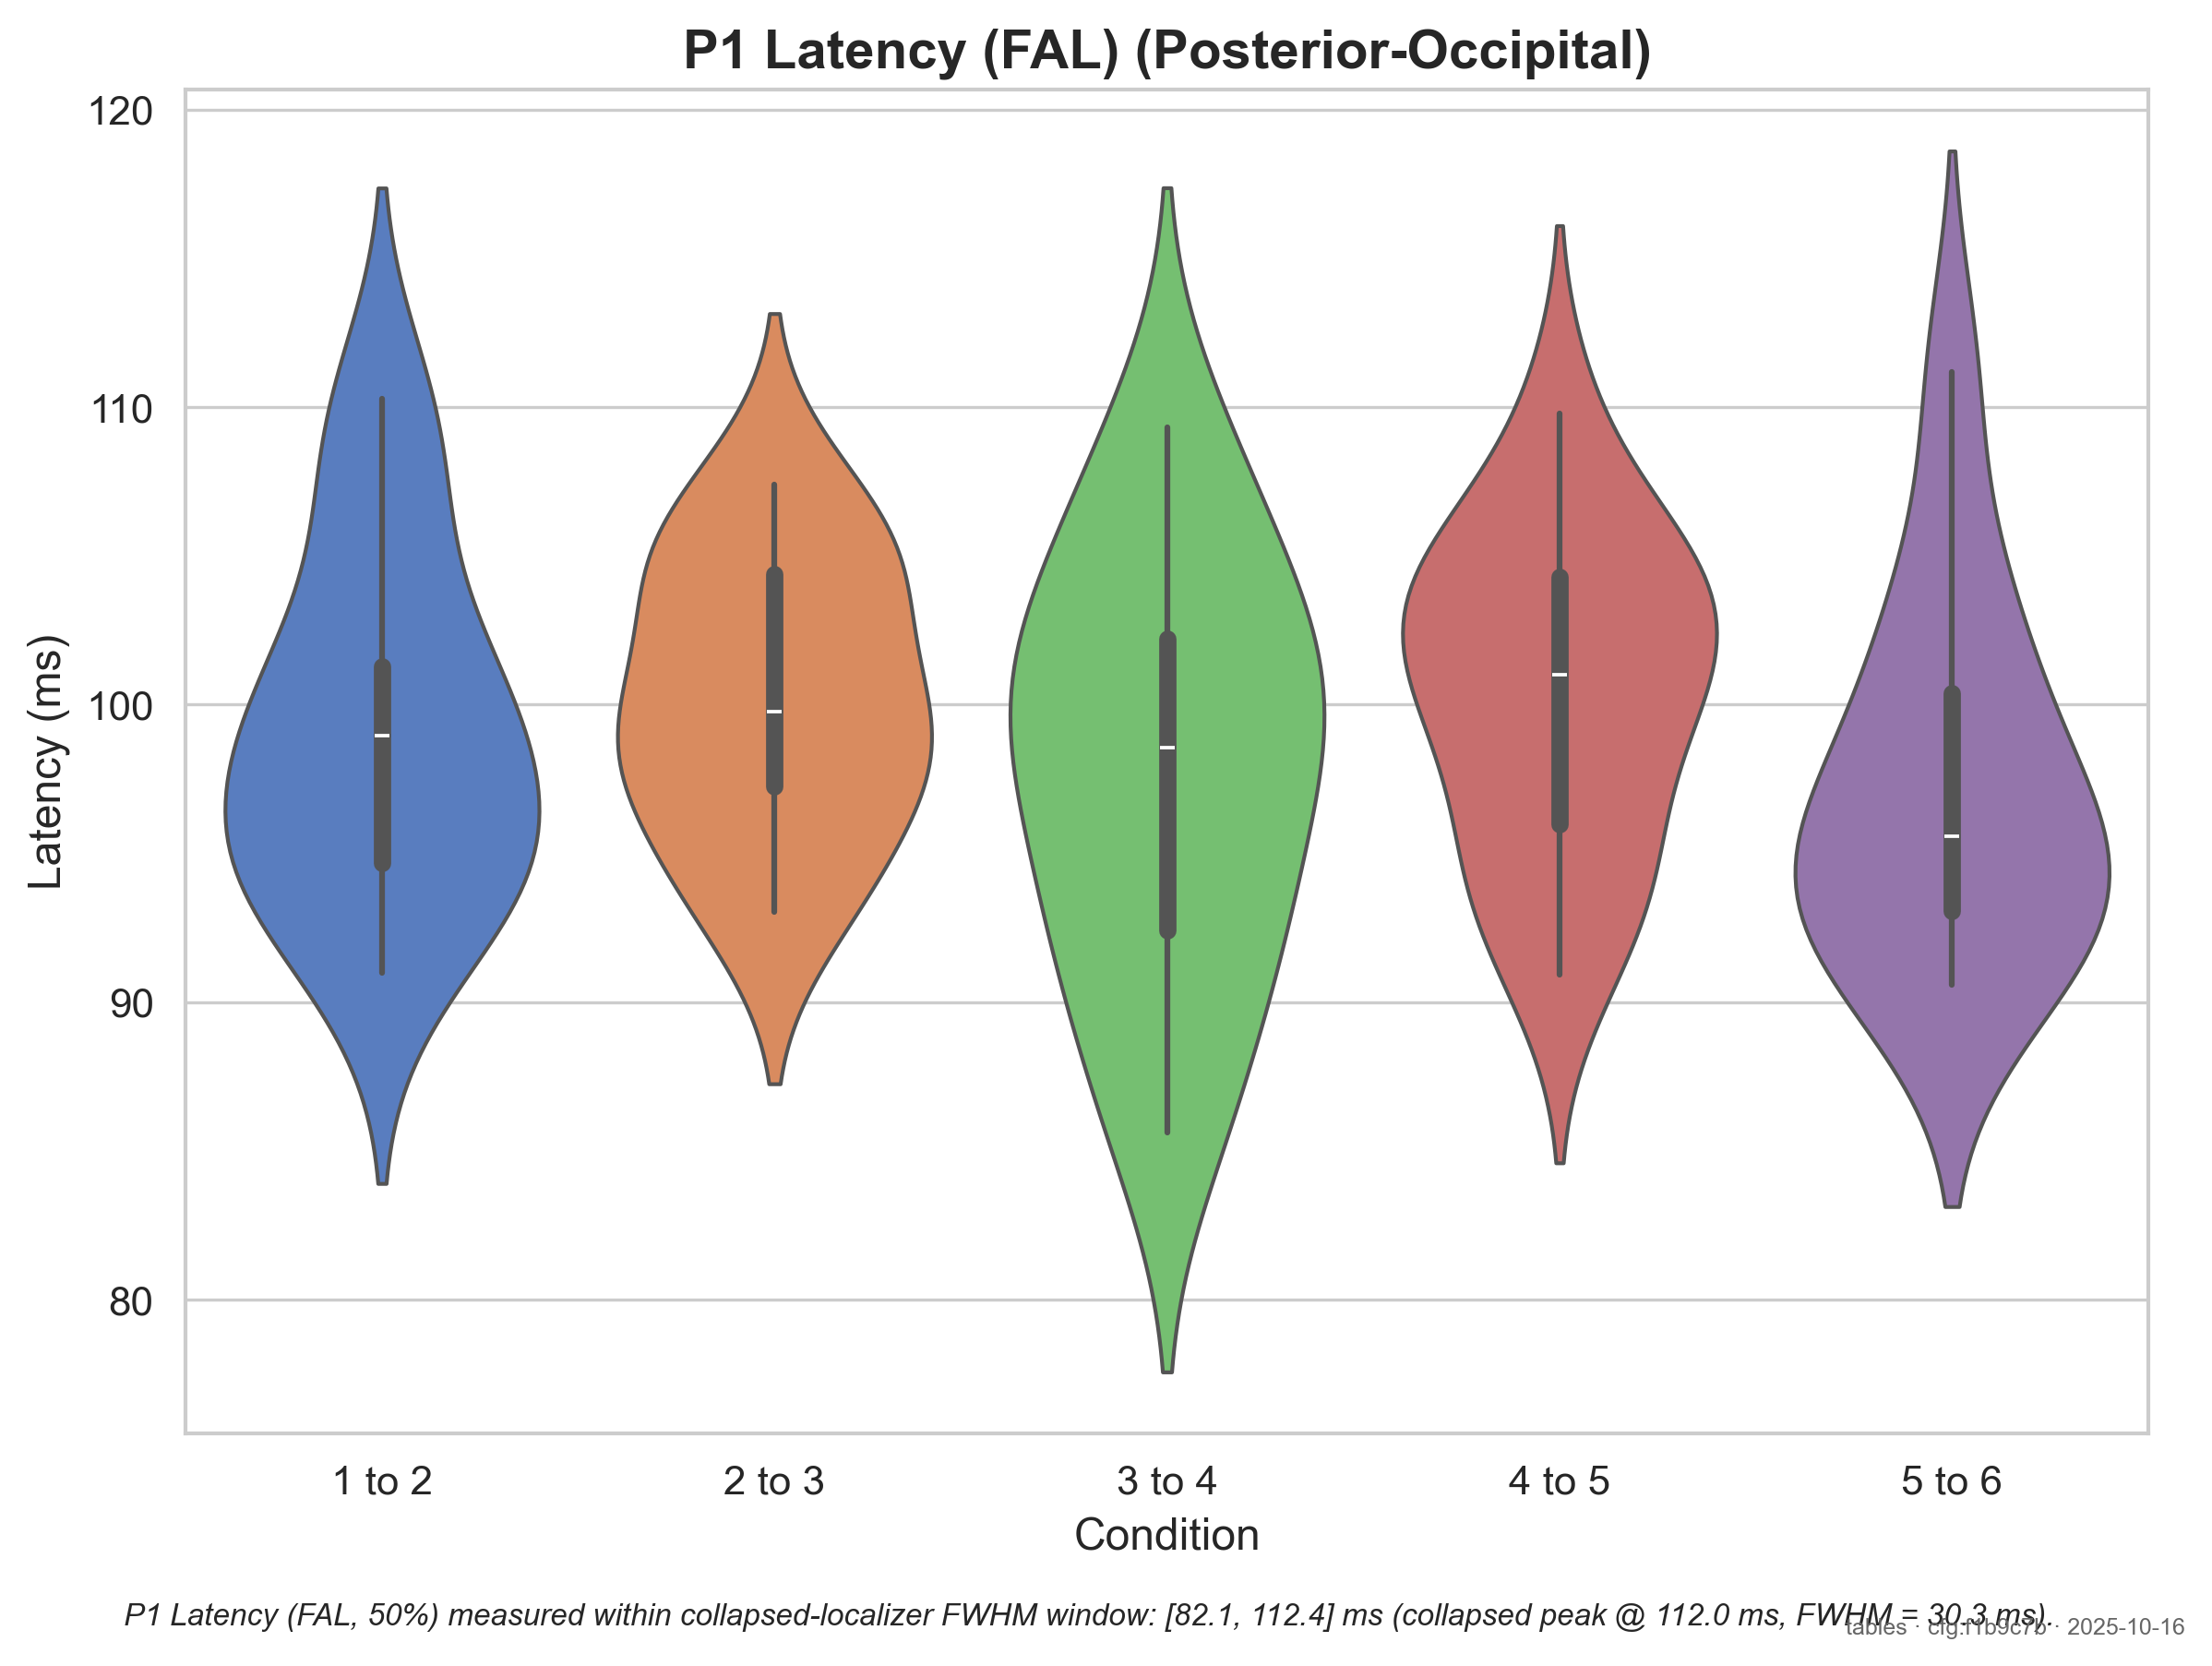 P1 Latency (FAL) (Posterior-Occipital)
120
110
100
90
80
Latency (ms)
1 to 2
2 to 3
3 to 4
4 to 5
5 to 6
Condition
P1 Latency (FAL, 50%) measured within collapsed-localizer FWHM window: [82.1, 112.4] ms (collapsed peak @ 112.0 ms, FWHM = 30.3 ms).
tables · cfg:f1b9c7b · 2025-10-16